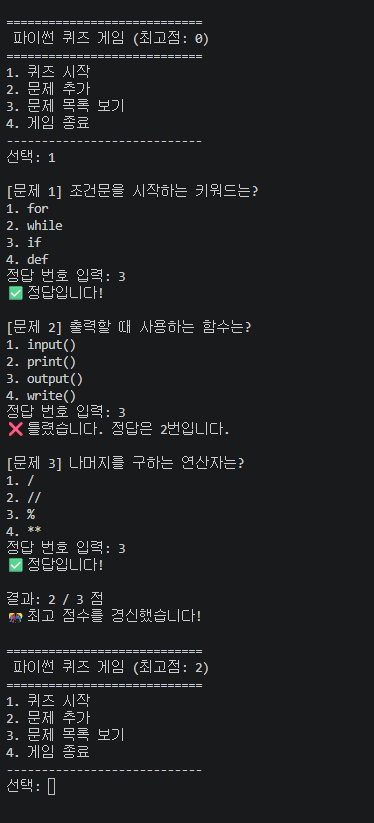 ============================
파이썬 퀴즈 게임 (최고점: 0)
============================
1. 퀴즈 시작
2. 문제 추가
3. 문제 목록 보기
4. 게임 종료
----------------------------
선택: 1
[문제 1] 조건문을 시작하는 키워드는?
1. for
2. while
3. if
4. def
정답 번호 입력: 3
✅ 정답입니다!
[문제 2] 출력할 때 사용하는 함수는?
1. input()
2. print()
3. output()
4. write()
정답 번호 입력: 3
❌ 틀렸습니다. 정답은 2번입니다.
[문제 3] 나머지를 구하는 연산자는?
1. /
2. //
3. %
4. **
정답 번호 입력: 3
✅ 정답입니다!
결과: 2 / 3 점
🎊 최고 점수를 경신했습니다!
============================
파이썬 퀴즈 게임 (최고점: 2)
============================
1. 퀴즈 시작
2. 문제 추가
3. 문제 목록 보기
4. 게임 종료
----------------------------
선택: